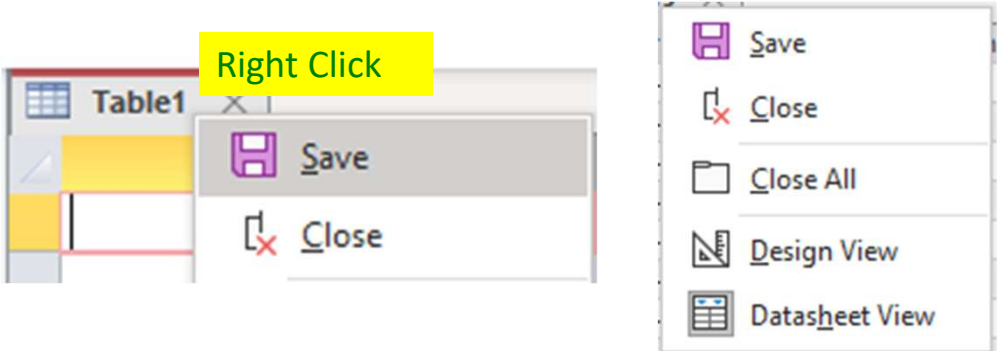 Right Click
Table1
Save
Close
Save
Close
Close All
Design View
Datasheet View